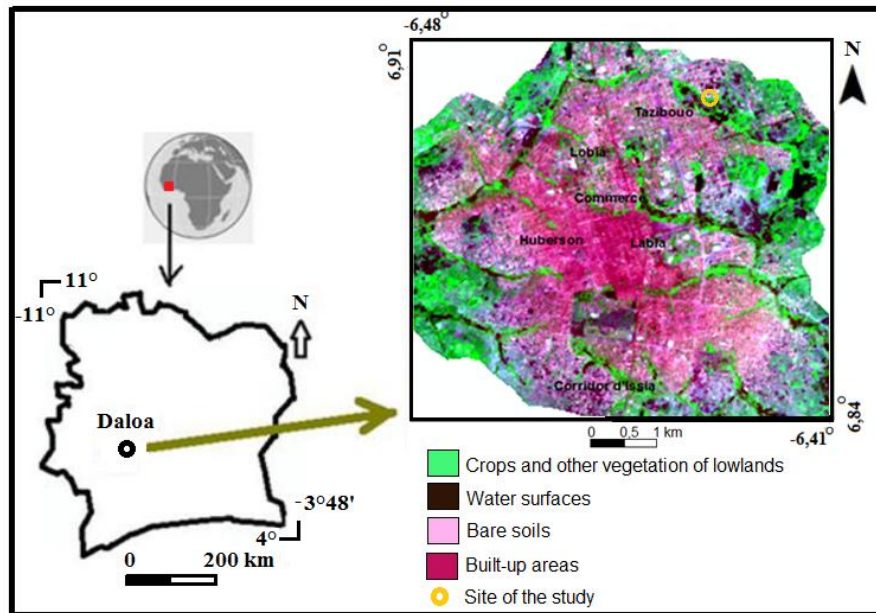 -6,48°
6,91°
N
Tazibouo
Lobia
Commerce
Huberson
Labia
Corridor d'Issia
6,84°
-6,41°
0 0,5 1 km
11°
-11°
N
Daloa
-3°48'
4°
0 200 km
Crops and other vegetation of lowlands
Water surfaces
Bare soils
Built-up areas
Site of the study